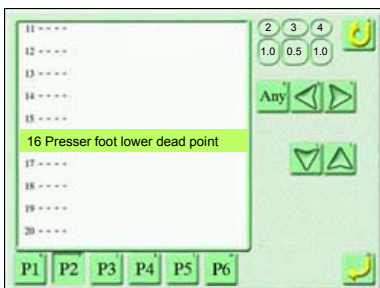 11 ----
2 3 4
12 ----
1.0 0.5 1.0
13 ----
14 ----
Any
15 ----
16 Presser foot lower dead point
17 ----
18 ----
19 ----
20 ----
P1 P2 P3 P4 P5 P6